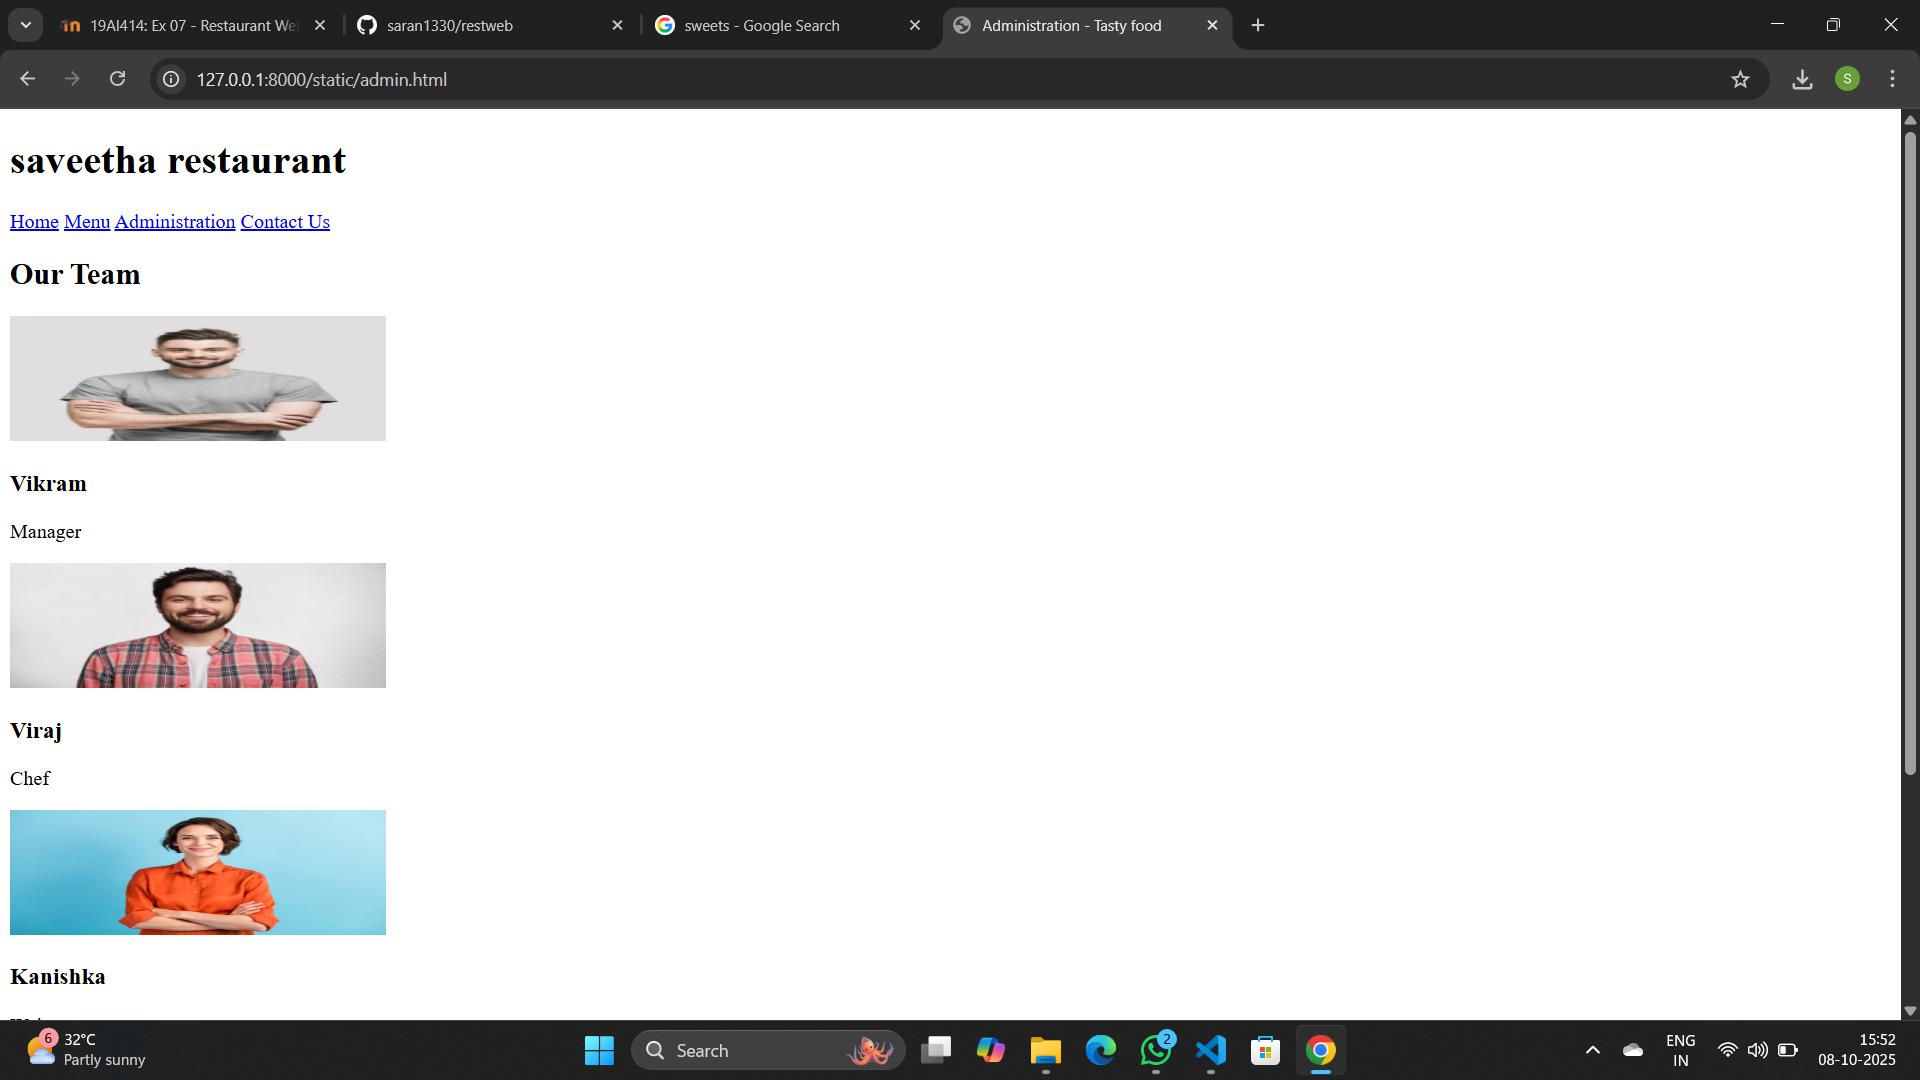 19AI414: Ex 07 - Restaurant We
saran1330/restweb
sweets - Google Search
Administration - Tasty food
127.0.0.1:8000/static/admin.html
S
saveetha restaurant
Home Menu Administration Contact Us
Our Team
Vikram
Manager
Viraj
Chef
Kanishka
6
32°C
Partly sunny
Search
2
ENG
IN
15:52
08-10-2025